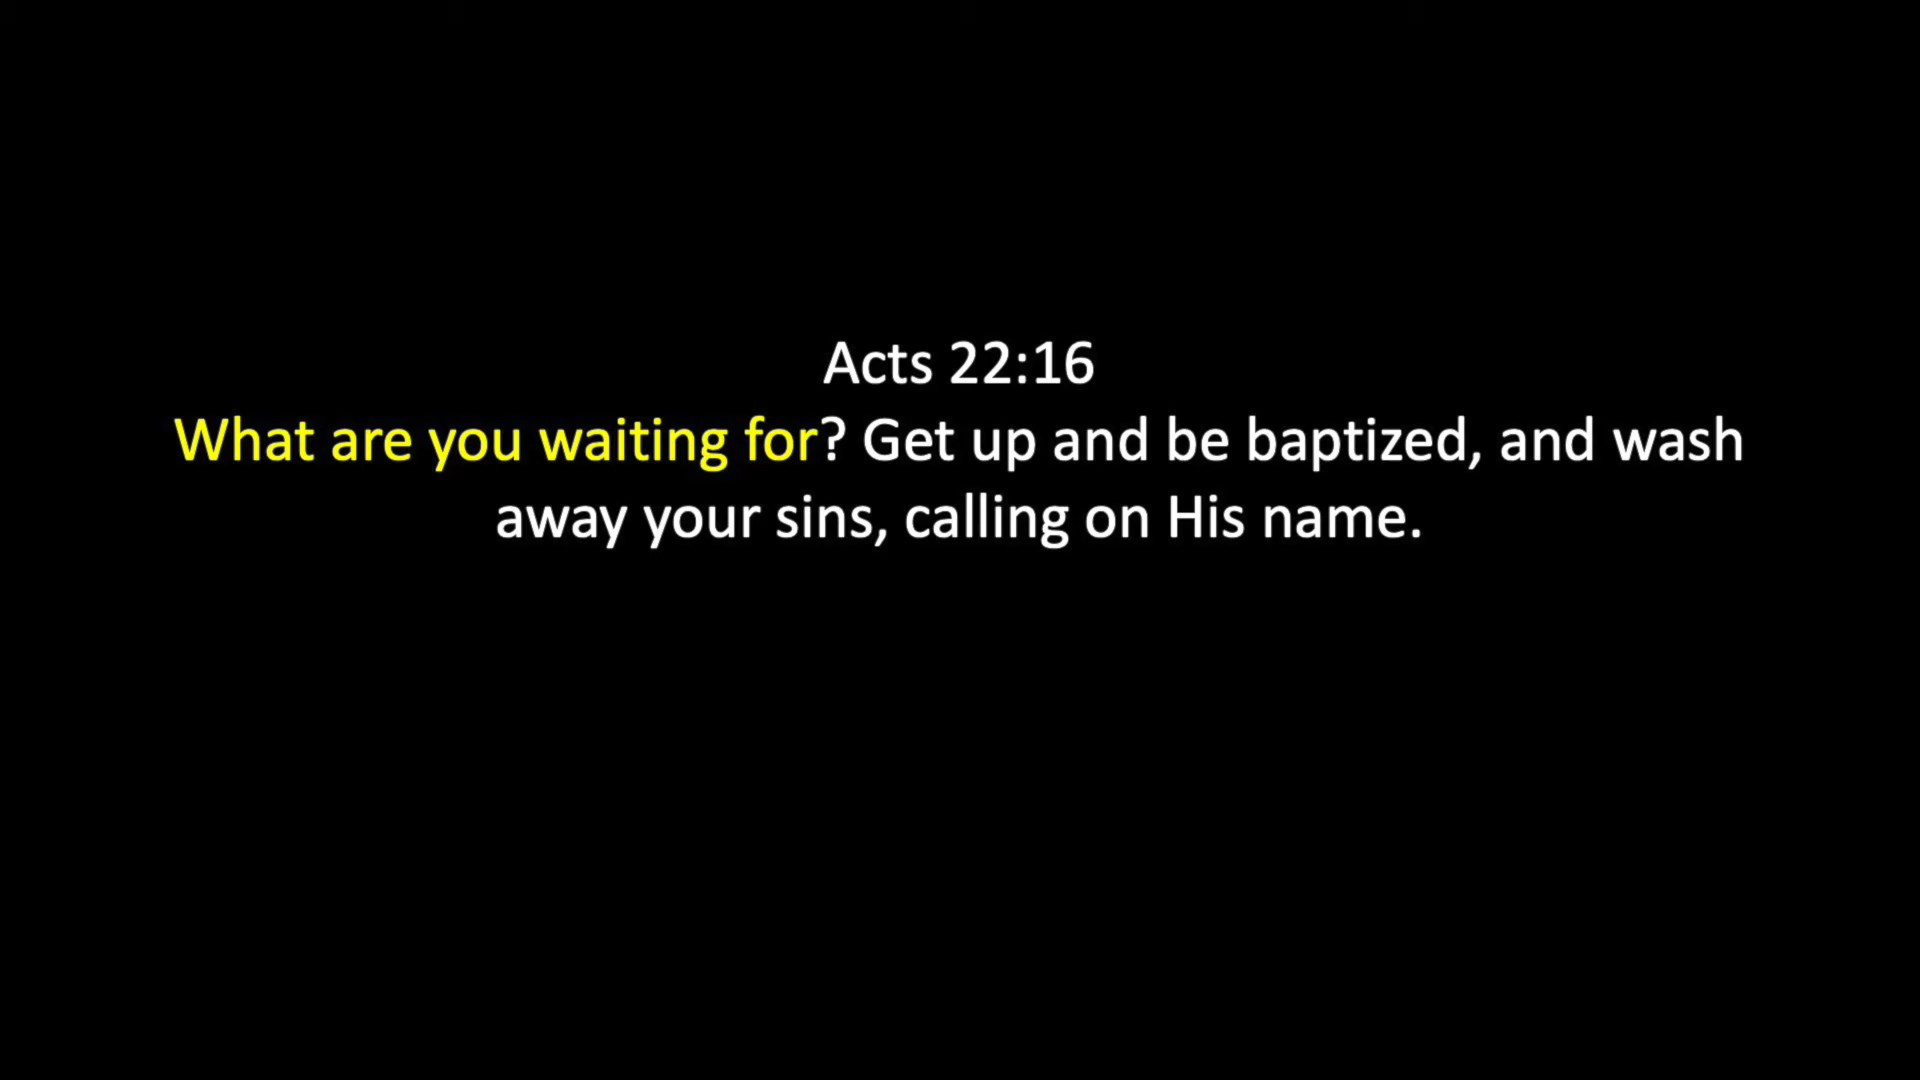 Acts 22:16
What are you waiting for? Get up and be baptized, and wash
away your sins, calling on His name.